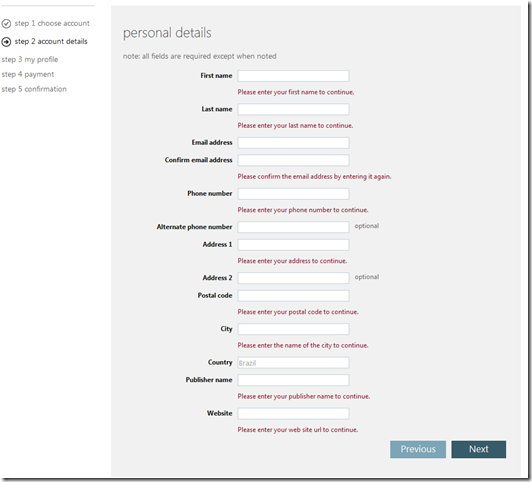 step 1 choose account
step 2 account details
step 3 my profile
step 4 payment
step 5 confirmation
personal details
note: all fields are required except when noted
First name
Please enter your first name to continue.
Last name
Please enter your last name to continue.
Email address
Confirm email address
Please confirm the email address by entering it again.
Phone number
Please enter your phone number to continue.
Alternate phone number optional
Address 1
Please enter your address to continue.
Address 2 optional
Postal code
Please enter your postal code to continue.
City
Please enter the name of the city to continue.
Country Brazil
Publisher name
Please enter your publisher name to continue.
Website
Please enter your web site url to continue.
Previous Next